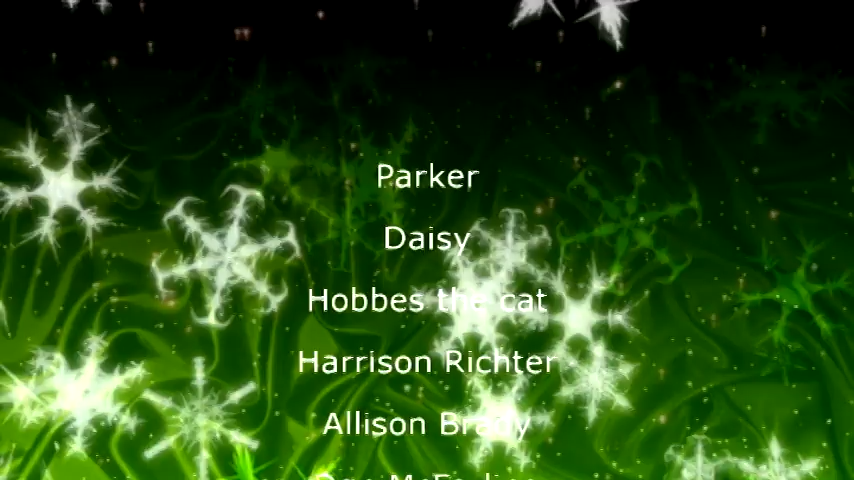 Parker
Daisy
Hobbes the cat
Harrison Richter
Allison Brady